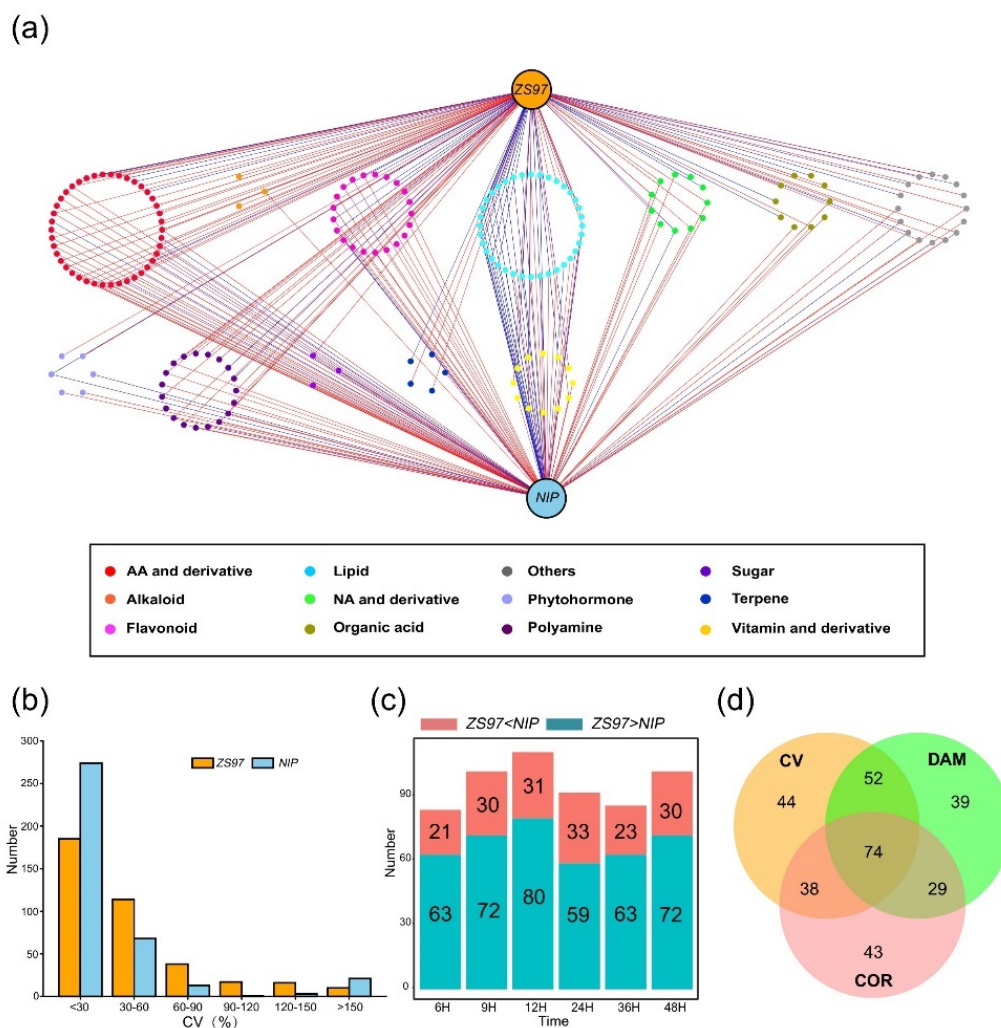 (a)
ZS97
NIP
AA and derivative
Lipid
Others
Sugar
Alkaloid
NA and derivative
Phytohormone
Terpene
Flavonoid
Organic acid
Polyamine
Vitamin and derivative
(b)
300
250
200
150
100
50
0
Number
ZS97
NIP
<30
30-60
60-90
90-120
120-150
>150
CV (%)
(c)
ZS97<NIP
ZS97>NIP
90
60
30
0
Number
21
30
31
33
23
30
63
72
80
59
63
72
6H
9H
12H
24H
36H
48H
Time
(d)
CV
DAM
COR
44
52
39
74
38
29
43